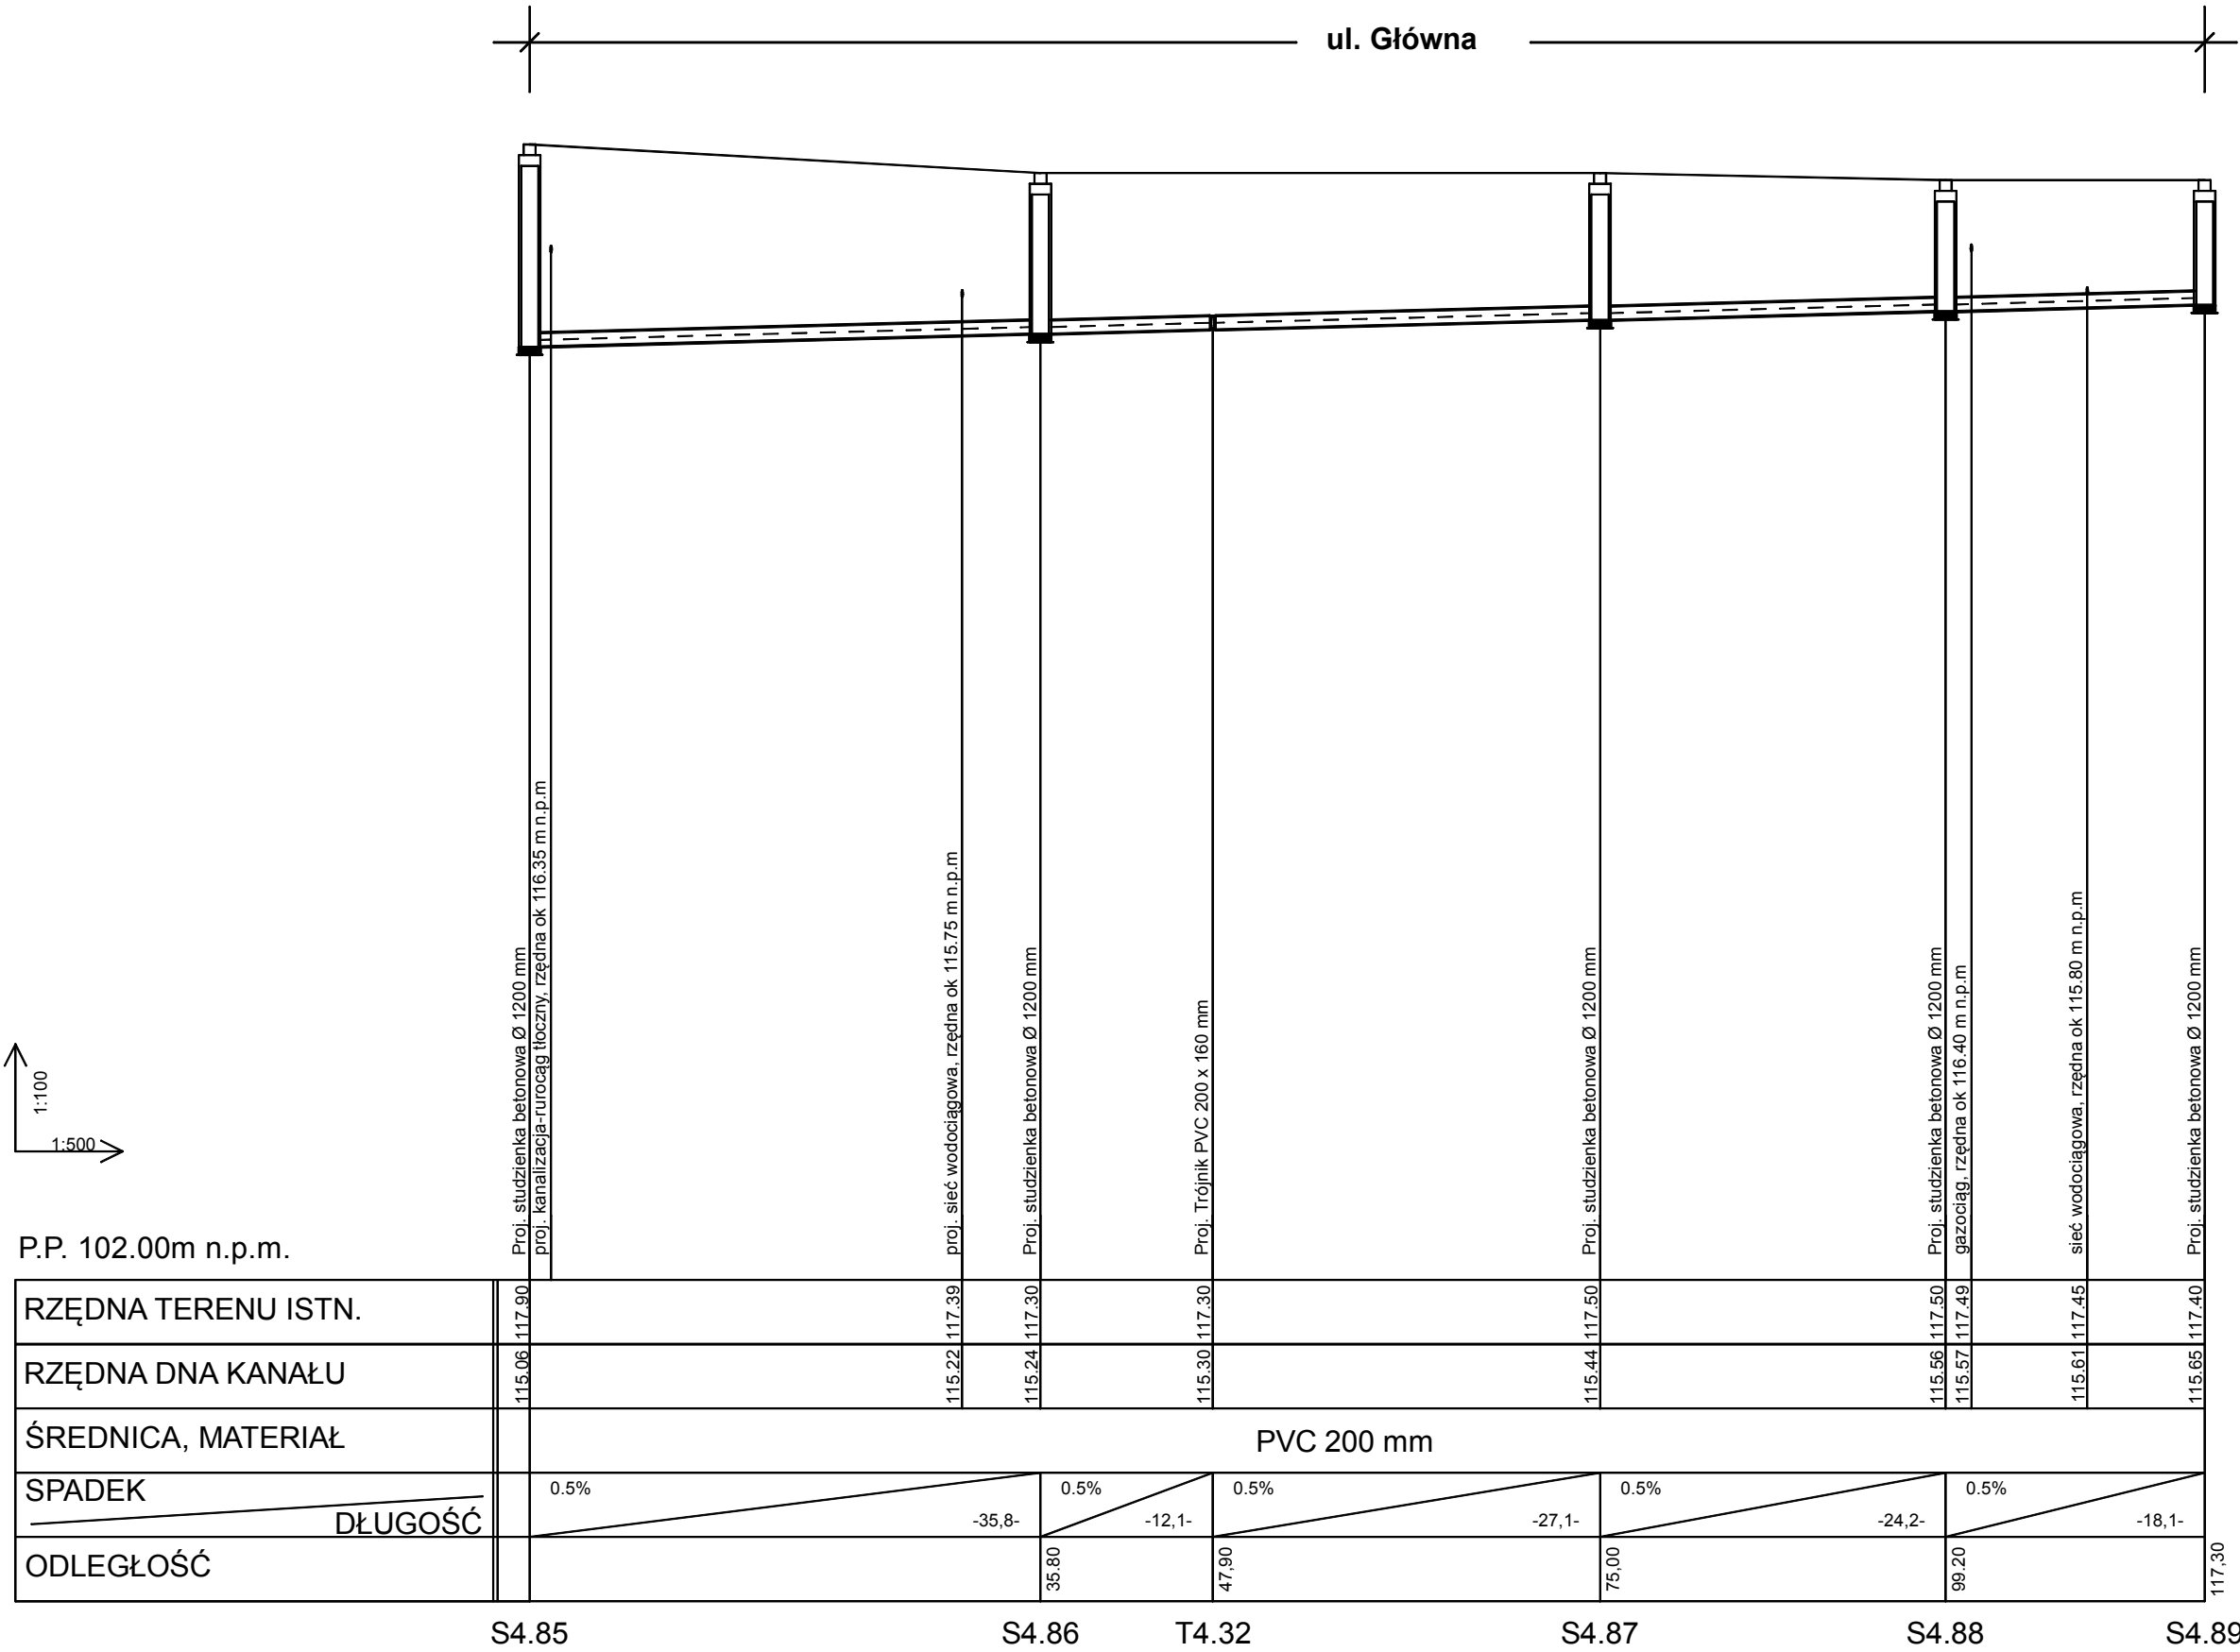 ul. Główna
Proj. studzienka betonowa Ø 1200 mm
proj. kanalizacja-rurociąg tłoczny, rzędna ok 116.35 m n.p.m
proj. sieć wodociągowa, rzędna ok 115.75 m n.p.m
Proj. studzienka betonowa Ø 1200 mm
Proj. Trójnik PVC 200 x 160 mm
Proj. studzienka betonowa Ø 1200 mm
Proj. studzienka betonowa Ø 1200 mm
gazociąg, rzędna ok 116.40 m n.p.m
sieć wodociągowa, rzędna ok 115.80 m n.p.m
Proj. studzienka betonowa Ø 1200 mm
1:100
1:500
P.P. 102.00m n.p.m.
RZĘDNA TERENU ISTN. 117.90 117.39 117.30 117.30 117.50 117.50 117.49 117.45 117.40
RZĘDNA DNA KANAŁU 115.06 115.22 115.24 115.30 115.44 115.56 115.57 115.61 115.65
ŚREDNICA, MATERIAŁ PVC 200 mm
SPADEK 0.5% 0.5% 0.5% 0.5% 0.5%
DŁUGOŚĆ -35,8- -12,1- -27,1- -24,2- -18,1-
ODLEGŁOŚĆ 35.80 47,90 75,00 99.20 117,30
S4.85 S4.86 T4.32 S4.87 S4.88 S4.89